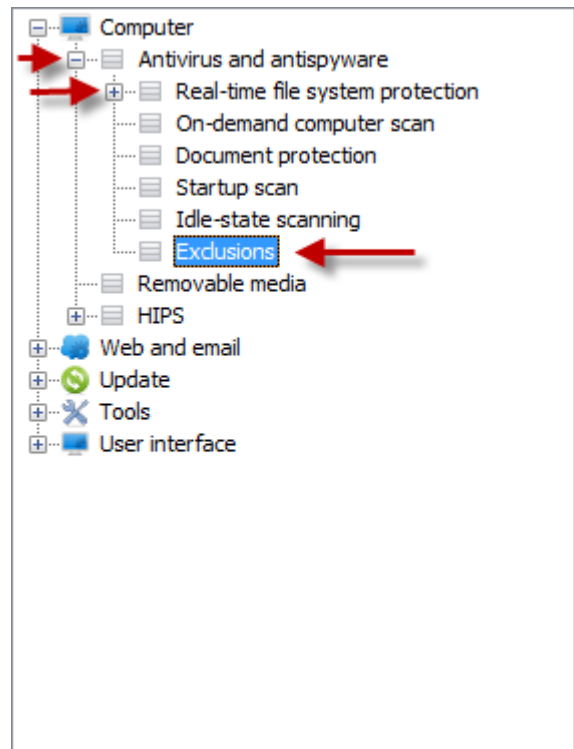 Computer
Antivirus and antispyware
Real-time file system protection
On-demand computer scan
Document protection
Startup scan
Idle-state scanning
Exclusions
Removable media
HIPS
Web and email
Update
Tools
User interface